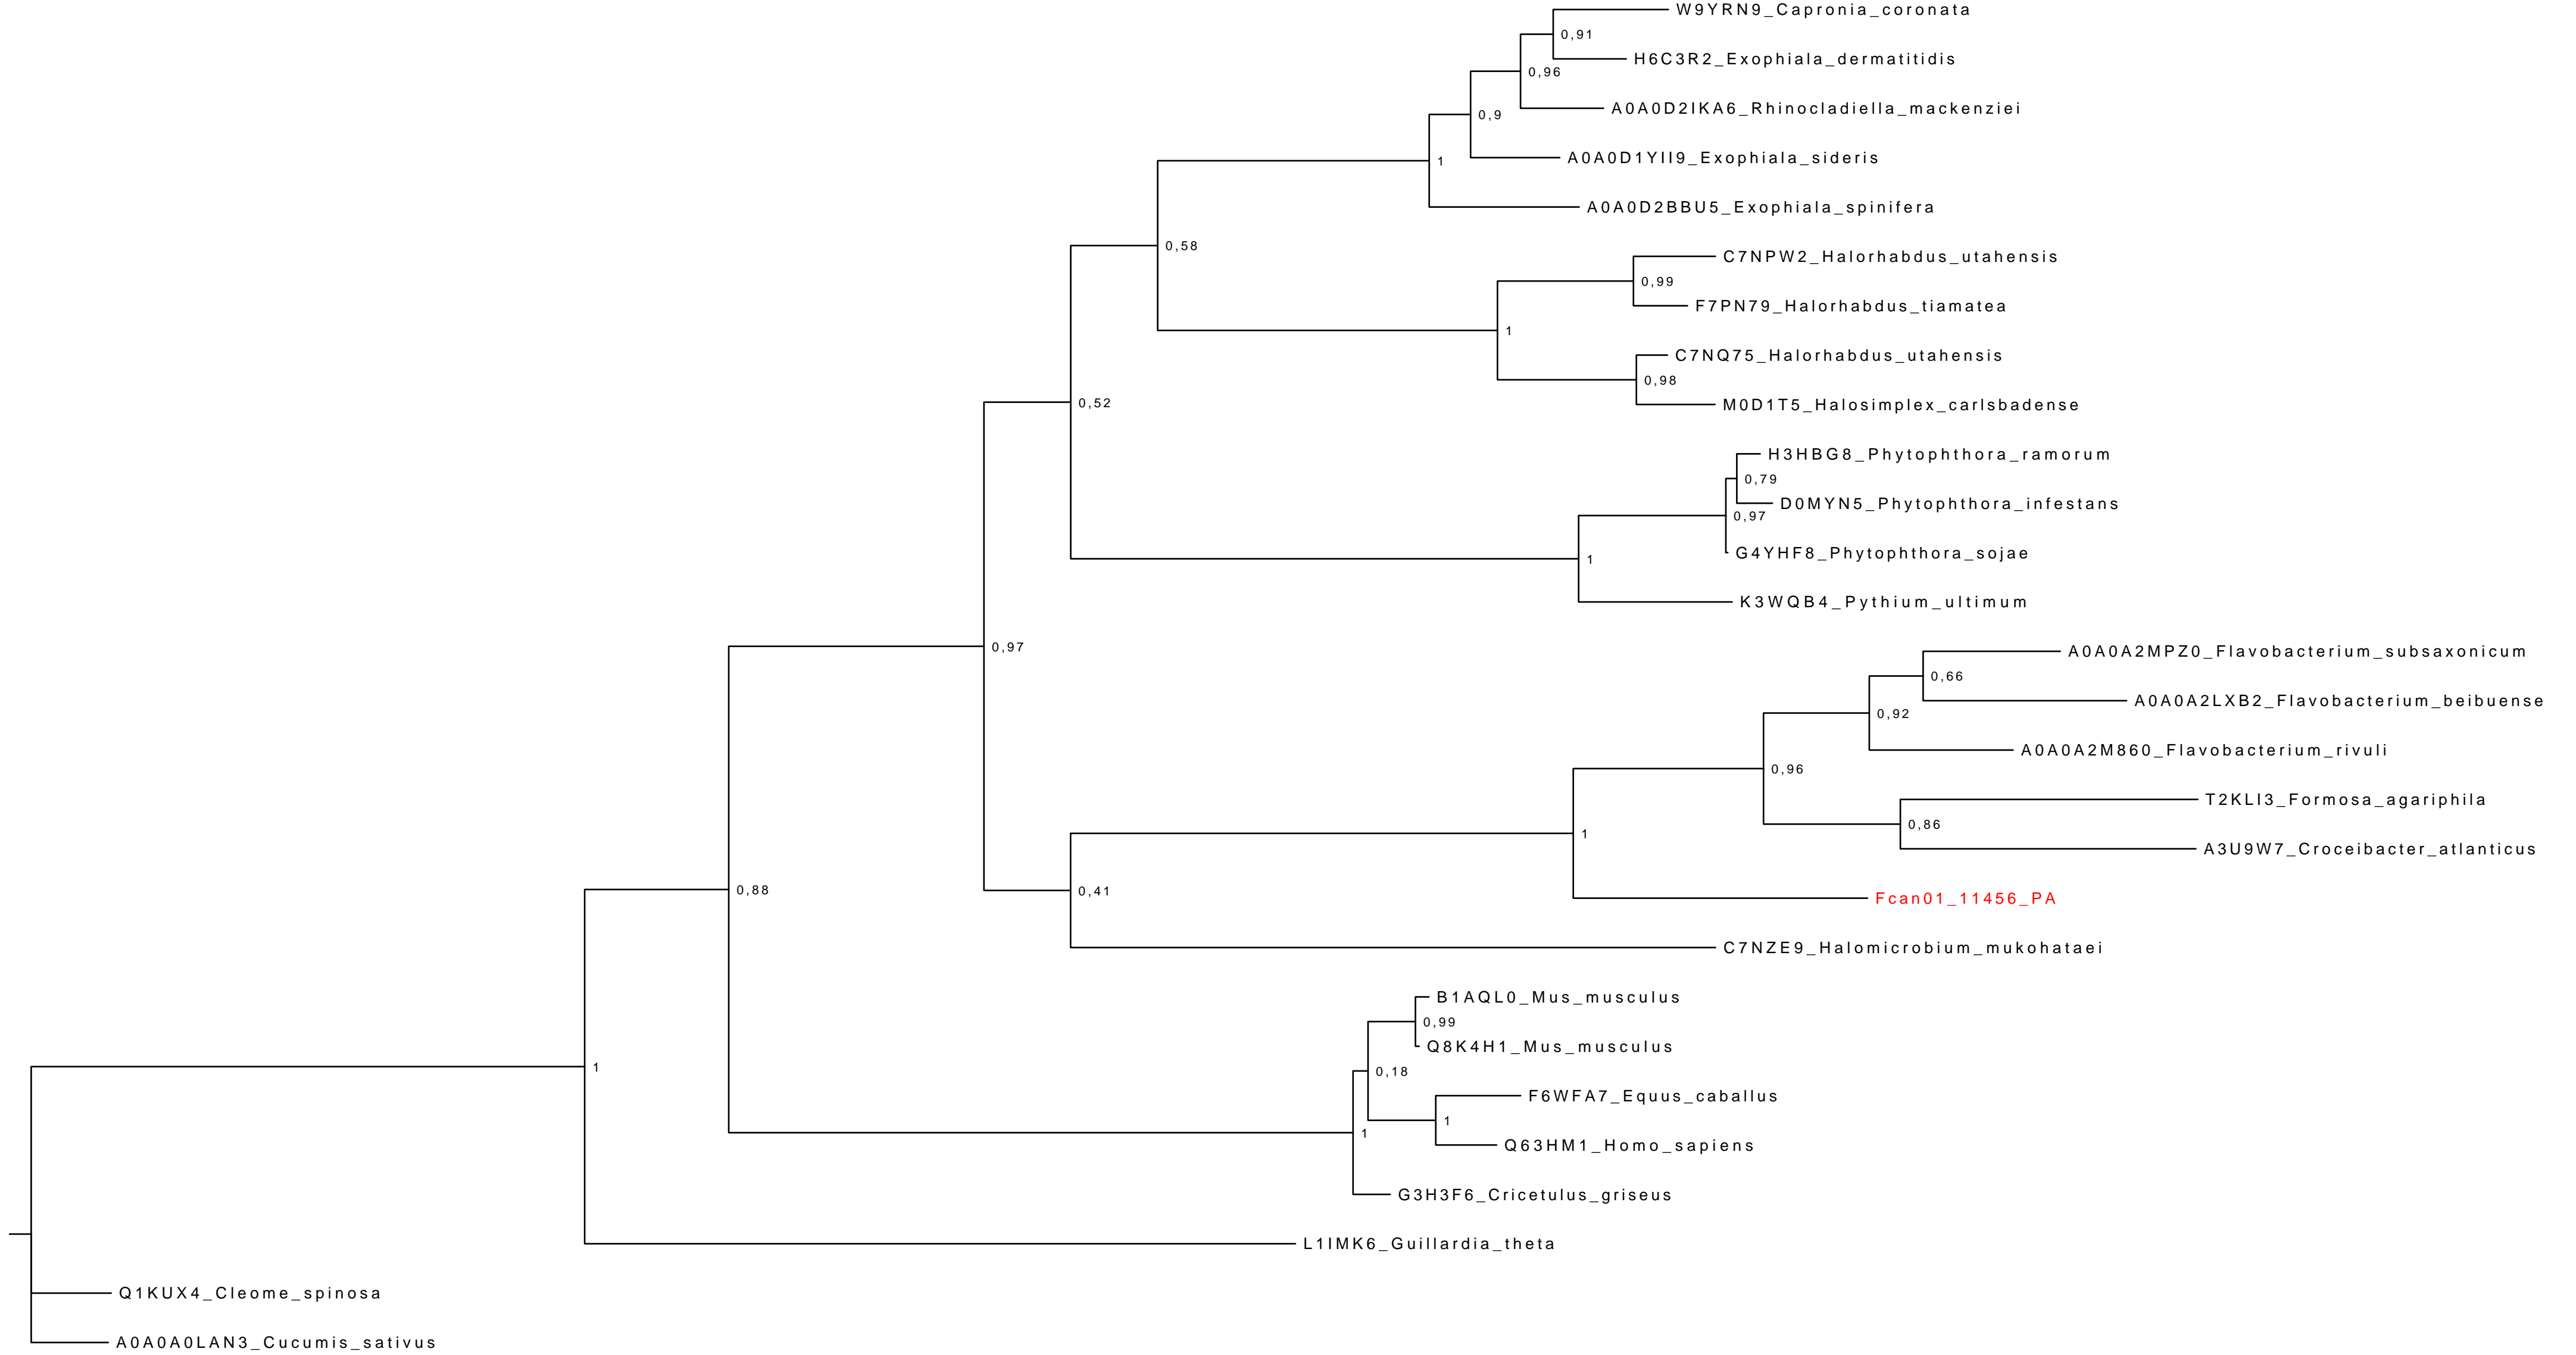 W9YRN9_Capronia_coronata
0,91
H6C3R2_Exophiala_dermatitidis
0,96
A0A0D2IKA6_Rhinocladiella_mackenziei
0,9
A0A0D1YII9_Exophiala_sideris
1
A0A0D2BBU5_Exophiala_spinifera
0,58
C7NPW2_Halorhabdus_utahensis
0,99
F7PN79_Halorhabdus_tiamatea
1
C7NQ75_Halorhabdus_utahensis
0,98
M0D1T5_Halosimplex_carlsbadense
0,52
H3HBG8_Phytophthora_ramorum
0,79
D0MYN5_Phytophthora_infestans
0,97
G4YHF8_Phytophthora_sojae
1
K3WQB4_Pythium_ultimum
0,97
A0A0A2MPZ0_Flavobacterium_subsaxonicum
0,66
A0A0A2LXB2_Flavobacterium_beibuense
0,92
A0A0A2M860_Flavobacterium_rivuli
0,96
T2KLI3_Formosa_agariphila
0,86
A3U9W7_Croceibacter_atlanticus
1
0,88
0,41
Fcan01_11456_PA
C7NZE9_Halomicrobium_mukohataei
B1AQL0_Mus_musculus
0,99
Q8K4H1_Mus_musculus
1
0,18
F6WFA7_Equus_caballus
1
1
Q63HM1_Homo_sapiens
G3H3F6_Cricetulus_griseus
L1IMK6_Guillardia_theta
Q1KUX4_Cleome_spinosa
A0A0A0LAN3_Cucumis_sativus